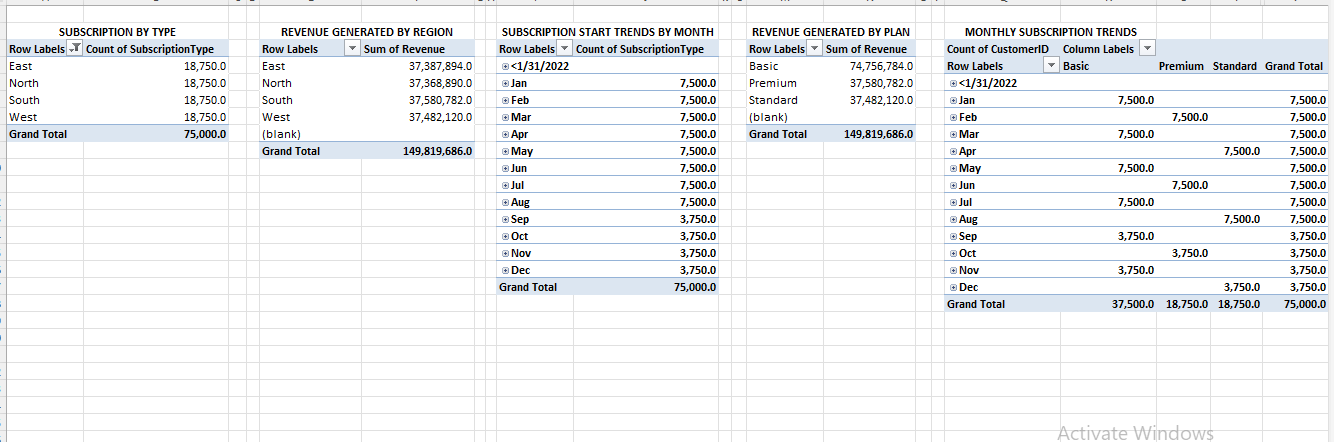 SUBSCRIPTION BY TYPE
Row Labels Count of SubscriptionType
East 18,750.0
North 18,750.0
South 18,750.0
West 18,750.0
Grand Total 75,000.0
REVENUE GENERATED BY REGION
Row Labels Sum of Revenue
East 37,387,894.0
North 37,368,890.0
South 37,580,782.0
West 37,482,120.0
(blank)
Grand Total 149,819,686.0
SUBSCRIPTION START TRENDS BY MONTH
Row Labels Count of SubscriptionType
<1/31/2022
Jan 7,500.0
Feb 7,500.0
Mar 7,500.0
Apr 7,500.0
May 7,500.0
Jun 7,500.0
Jul 7,500.0
Aug 7,500.0
Sep 3,750.0
Oct 3,750.0
Nov 3,750.0
Dec 3,750.0
Grand Total 75,000.0
REVENUE GENERATED BY PLAN
Row Labels Sum of Revenue
Basic 74,756,784.0
Premium 37,580,782.0
Standard 37,482,120.0
(blank)
Grand Total 149,819,686.0
MONTHLY SUBSCRIPTION TRENDS
Count of CustomerID Column Labels
Row Labels Basic Premium Standard Grand Total
<1/31/2022
Jan 7,500.0 7,500.0
Feb 7,500.0 7,500.0
Mar 7,500.0 7,500.0
Apr 7,500.0 7,500.0
May 7,500.0 7,500.0
Jun 7,500.0 7,500.0
Jul 7,500.0 7,500.0
Aug 7,500.0 7,500.0
Sep 3,750.0 3,750.0
Oct 3,750.0 3,750.0
Nov 3,750.0 3,750.0
Dec 3,750.0 3,750.0
Grand Total 37,500.0 18,750.0 18,750.0 75,000.0
Activate Windows